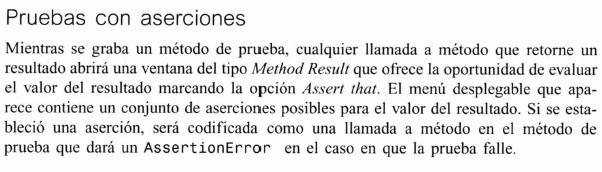 Pruebas con aserciones
Mientras se graba un método de prueba, cualquier llamada a método que retorne un
resultado abrirá una ventana del tipo Method Result que ofrece la oportunidad de evaluar
el valor del resultado marcando la opción Assert that. El menú desplegable que apa-
rece contiene un conjunto de aserciones posibles para el valor del resultado. Si se esta-
bleció una aserción, será codificada como una llamada a método en el método de
prueba que dará un AssertionError en el caso en que la prueba falle.